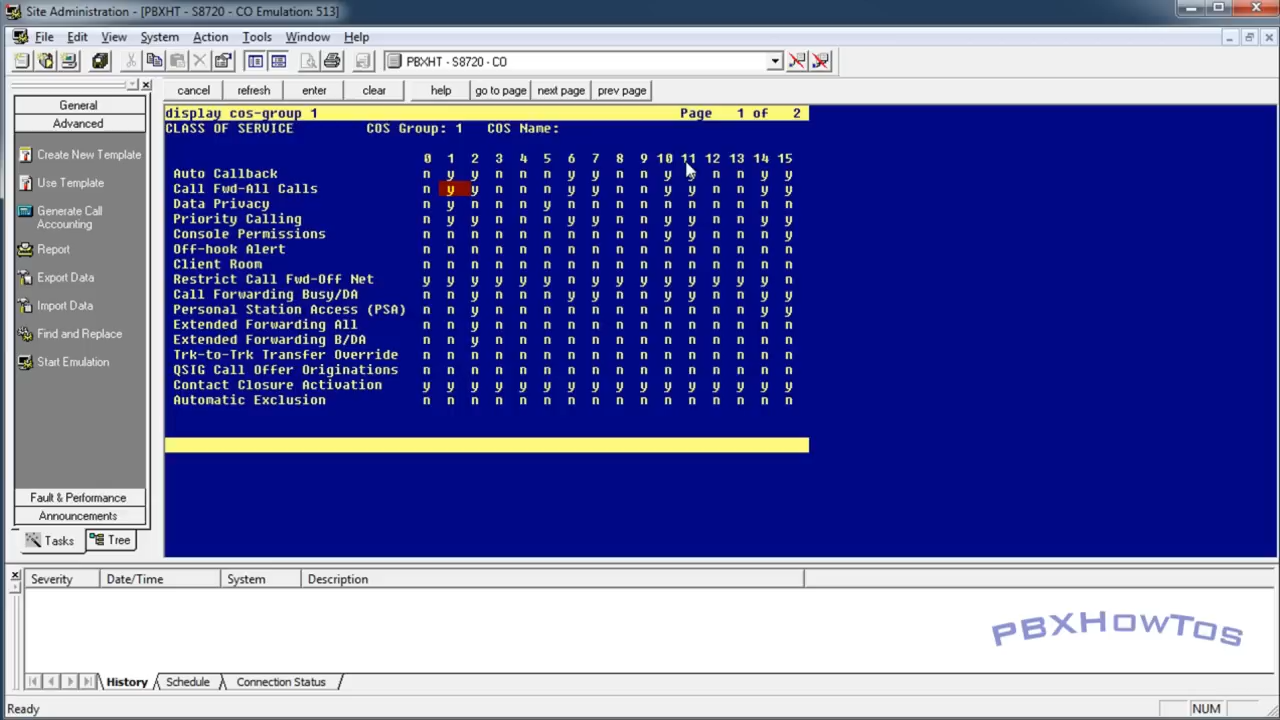 Site Administration - [PBXHT - S8720 - CO Emulation: 513]
File Edit View System Action Tools Window Help
PBXHT - S8720 - CO
cancel refresh enter clear help go to page next page prev page
General
Advanced
Create New Template
Use Template
Generate Call
Accounting
Report
Export Data
Import Data
Find and Replace
Start Emulation
Fault & Performance
Announcements
Tasks Tree
display cos-group 1 Page 1 of 2
CLASS OF SERVICE COS Group: 1 COS Name:
0 1 2 3 4 5 6 7 8 9 10 11 12 13 14 15
Auto Callback n y y n n y y y n n y y n n y y
Call Fwd-All Calls n y y n n n y y n n y y n n y y
Data Privacy n y n n n y n n n n n n n n y y
Priority Calling n y y n n n y y n n y y n n y y
Console Permissions n n n n n n n n n n y y n n y y
Off-hook Alert n n n n n n n n n n n n n n n n
Client Room n n n n n n n n n n n n n n n n
Restrict Call Fwd-Off Net y y y y y y y y y y y y y y y n
Call Forwarding Busy/DA n n y n n n y y n n y y n n y y
Personal Station Access (PSA) n n y n n n n n n n n n n n y y
Extended Forwarding All n n y n n n n n n n n n n n n n
Extended Forwarding B/DA n n y n n n n n n n n n n n n n
Trk-to-Trk Transfer Override n n n n n n n n n n n n n n n n
QSIG Call Offer Originations n n n n n n n n n n n n n n n n
Contact Closure Activation y y y y y y y y y y y y y y y y
Automatic Exclusion n n n n n n n n n n n n n n n n
Severity Date/Time System Description
PBXHowTos
History Schedule Connection Status
Ready NUM